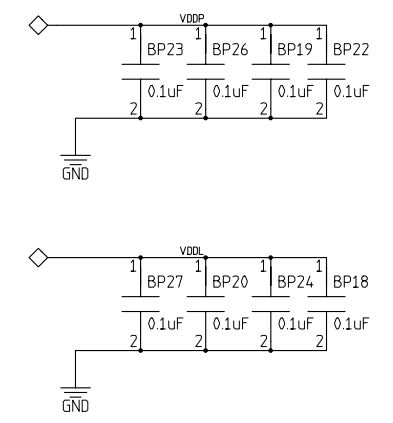 VDDP
1 1 1 1
BP23 BP26 BP19 BP22
0.1uF 0.1uF 0.1uF 0.1uF
2 2 2 2
GND
VDDL
1 1 1 1
BP27 BP20 BP24 BP18
0.1uF 0.1uF 0.1uF 0.1uF
2 2 2 2
GND